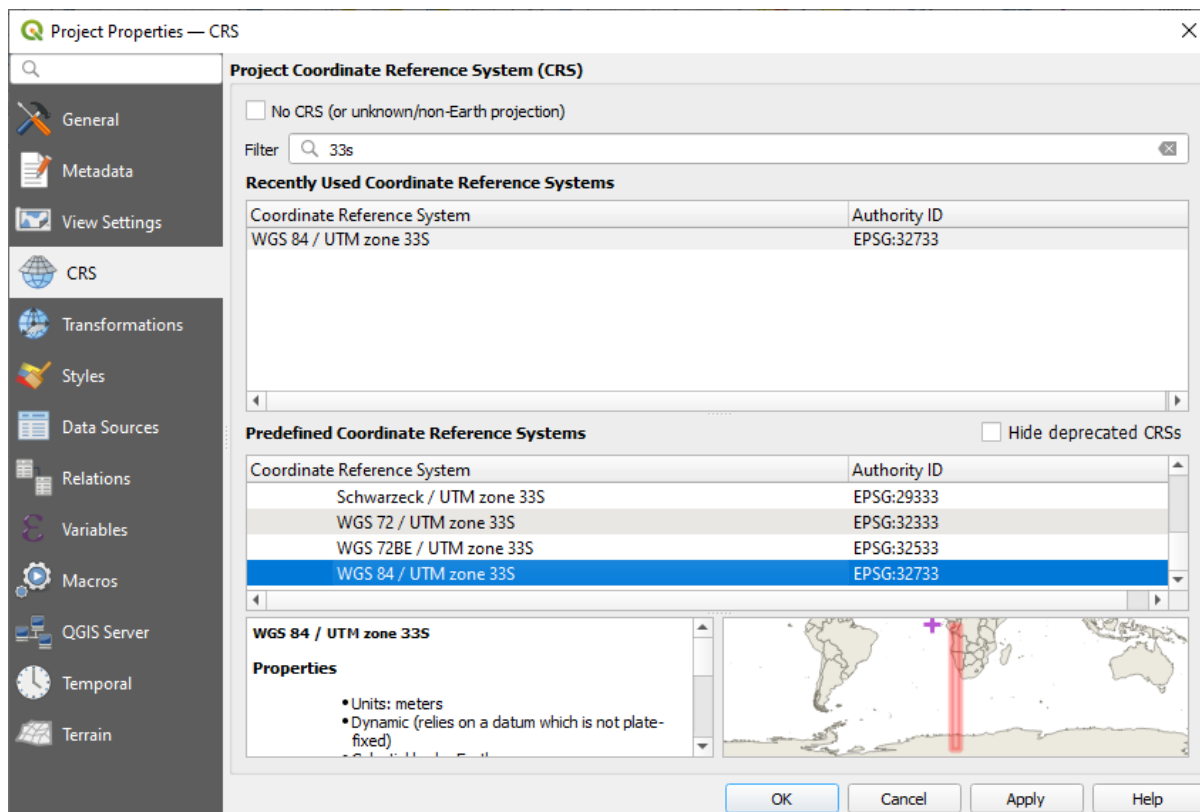 Project Properties — CRS
Project Coordinate Reference System (CRS)
General
Metadata
View Settings
CRS
Transformations
Styles
Data Sources
Relations
Variables
Macros
QGIS Server
Temporal
Terrain
No CRS (or unknown/non-Earth projection)
Filter 33s
Recently Used Coordinate Reference Systems
Coordinate Reference System Authority ID
WGS 84 / UTM zone 33S EPSG:32733
Predefined Coordinate Reference Systems Hide deprecated CRSs
Coordinate Reference System Authority ID
Schwarzeck / UTM zone 33S EPSG:29333
WGS 72 / UTM zone 33S EPSG:32333
WGS 72BE / UTM zone 33S EPSG:32533
WGS 84 / UTM zone 33S EPSG:32733
WGS 84 / UTM zone 33S
Properties
• Units: meters
• Dynamic (relies on a datum which is not plate-
fixed)
OK Cancel Apply Help